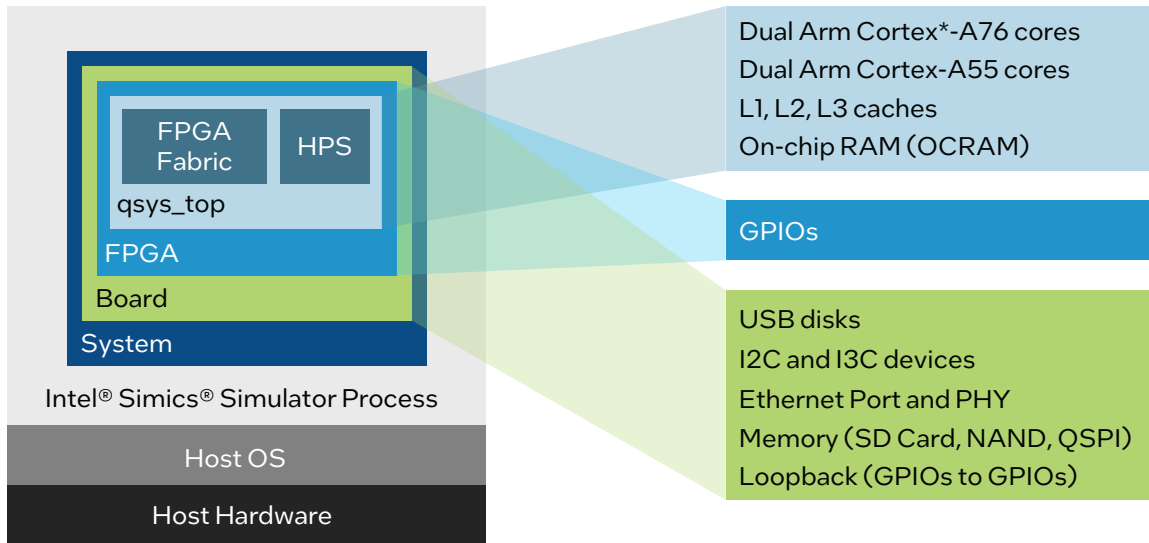 FPGA
Fabric
HPS
qsys_top
FPGA
Board
System
Intel® Simics® Simulator Process
Host OS
Host Hardware
Dual Arm Cortex*-A76 cores
Dual Arm Cortex-A55 cores
L1, L2, L3 caches
On-chip RAM (OCRAM)
GPIOs
USB disks
I2C and I3C devices
Ethernet Port and PHY
Memory (SD Card, NAND, QSPI)
Loopback (GPIOs to GPIOs)